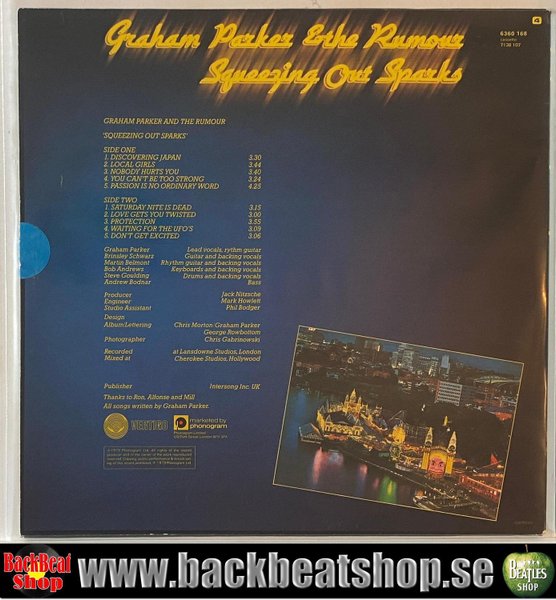 Graham Parker & the Rumour
Squeezing Out Sparks
4
6360 168
cassette
7138 107
GRAHAM PARKER AND THE RUMOUR
'SQUEEZING OUT SPARKS'
SIDE ONE
1. DISCOVERING JAPAN 3.30
2. LOCAL GIRLS 3.44
3. NOBODY HURTS YOU 3.40
4. YOU CAN'T BE TOO STRONG 3.24
5. PASSION IS NO ORDINARY WORD 4.25
SIDE TWO
1. SATURDAY NITE IS DEAD 3.15
2. LOVE GETS YOU TWISTED 3.00
3. PROTECTION 3.55
4. WAITING FOR THE UFO'S 3.09
5. DON'T GET EXCITED 3.06
Graham Parker Lead vocals, rythm guitar
Brinsley Schwarz Guitar and backing vocals
Martin Belmont Rhythm guitar and backing vocals
Bob Andrews Keyboards and backing vocals
Steve Goulding Drums and backing vocals
Andrew Bodnar Bass
Producer Jack Nitzsche
Engineer Mark Howlett
Studio Assistant Phil Bodger
Design
Album/Lettering Chris Morton: Graham Parker
George Rowbottom
Photographer Chris Gabrinowski
Recorded at Lansdowne Studios, London
Mixed at Cherokee Studios, Hollywood
Publisher Intersong Inc. UK
Thanks to Ron, Alfonse and Mill
All songs written by Graham Parker.
VERTIGO
marketed by
phonogram
BackBeat
Shop
www.backbeatshop.se
BEATLES
SHOP